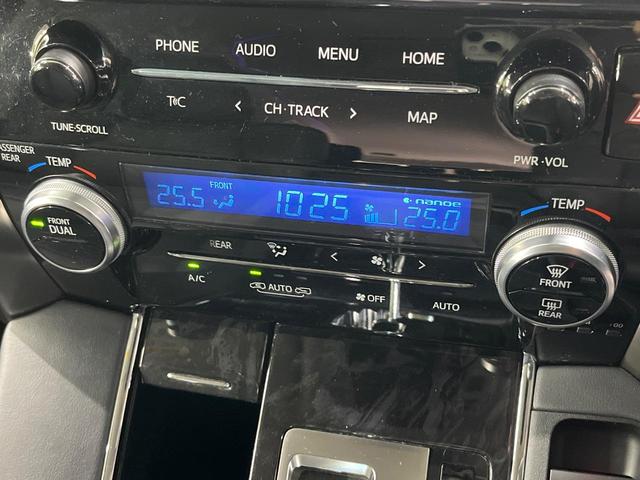 PHONE AUDIO MENU HOME
T C < CH·TRACK > MAP
TUNE·SCROLL PWR·VOL
PASSENGER
REAR
TEMP TEMP
FRONT
25.5 1025 nanoe 25.0
FRONT
DUAL
REAR < >
A/C AUTO OFF AUTO
FRONT
REAR